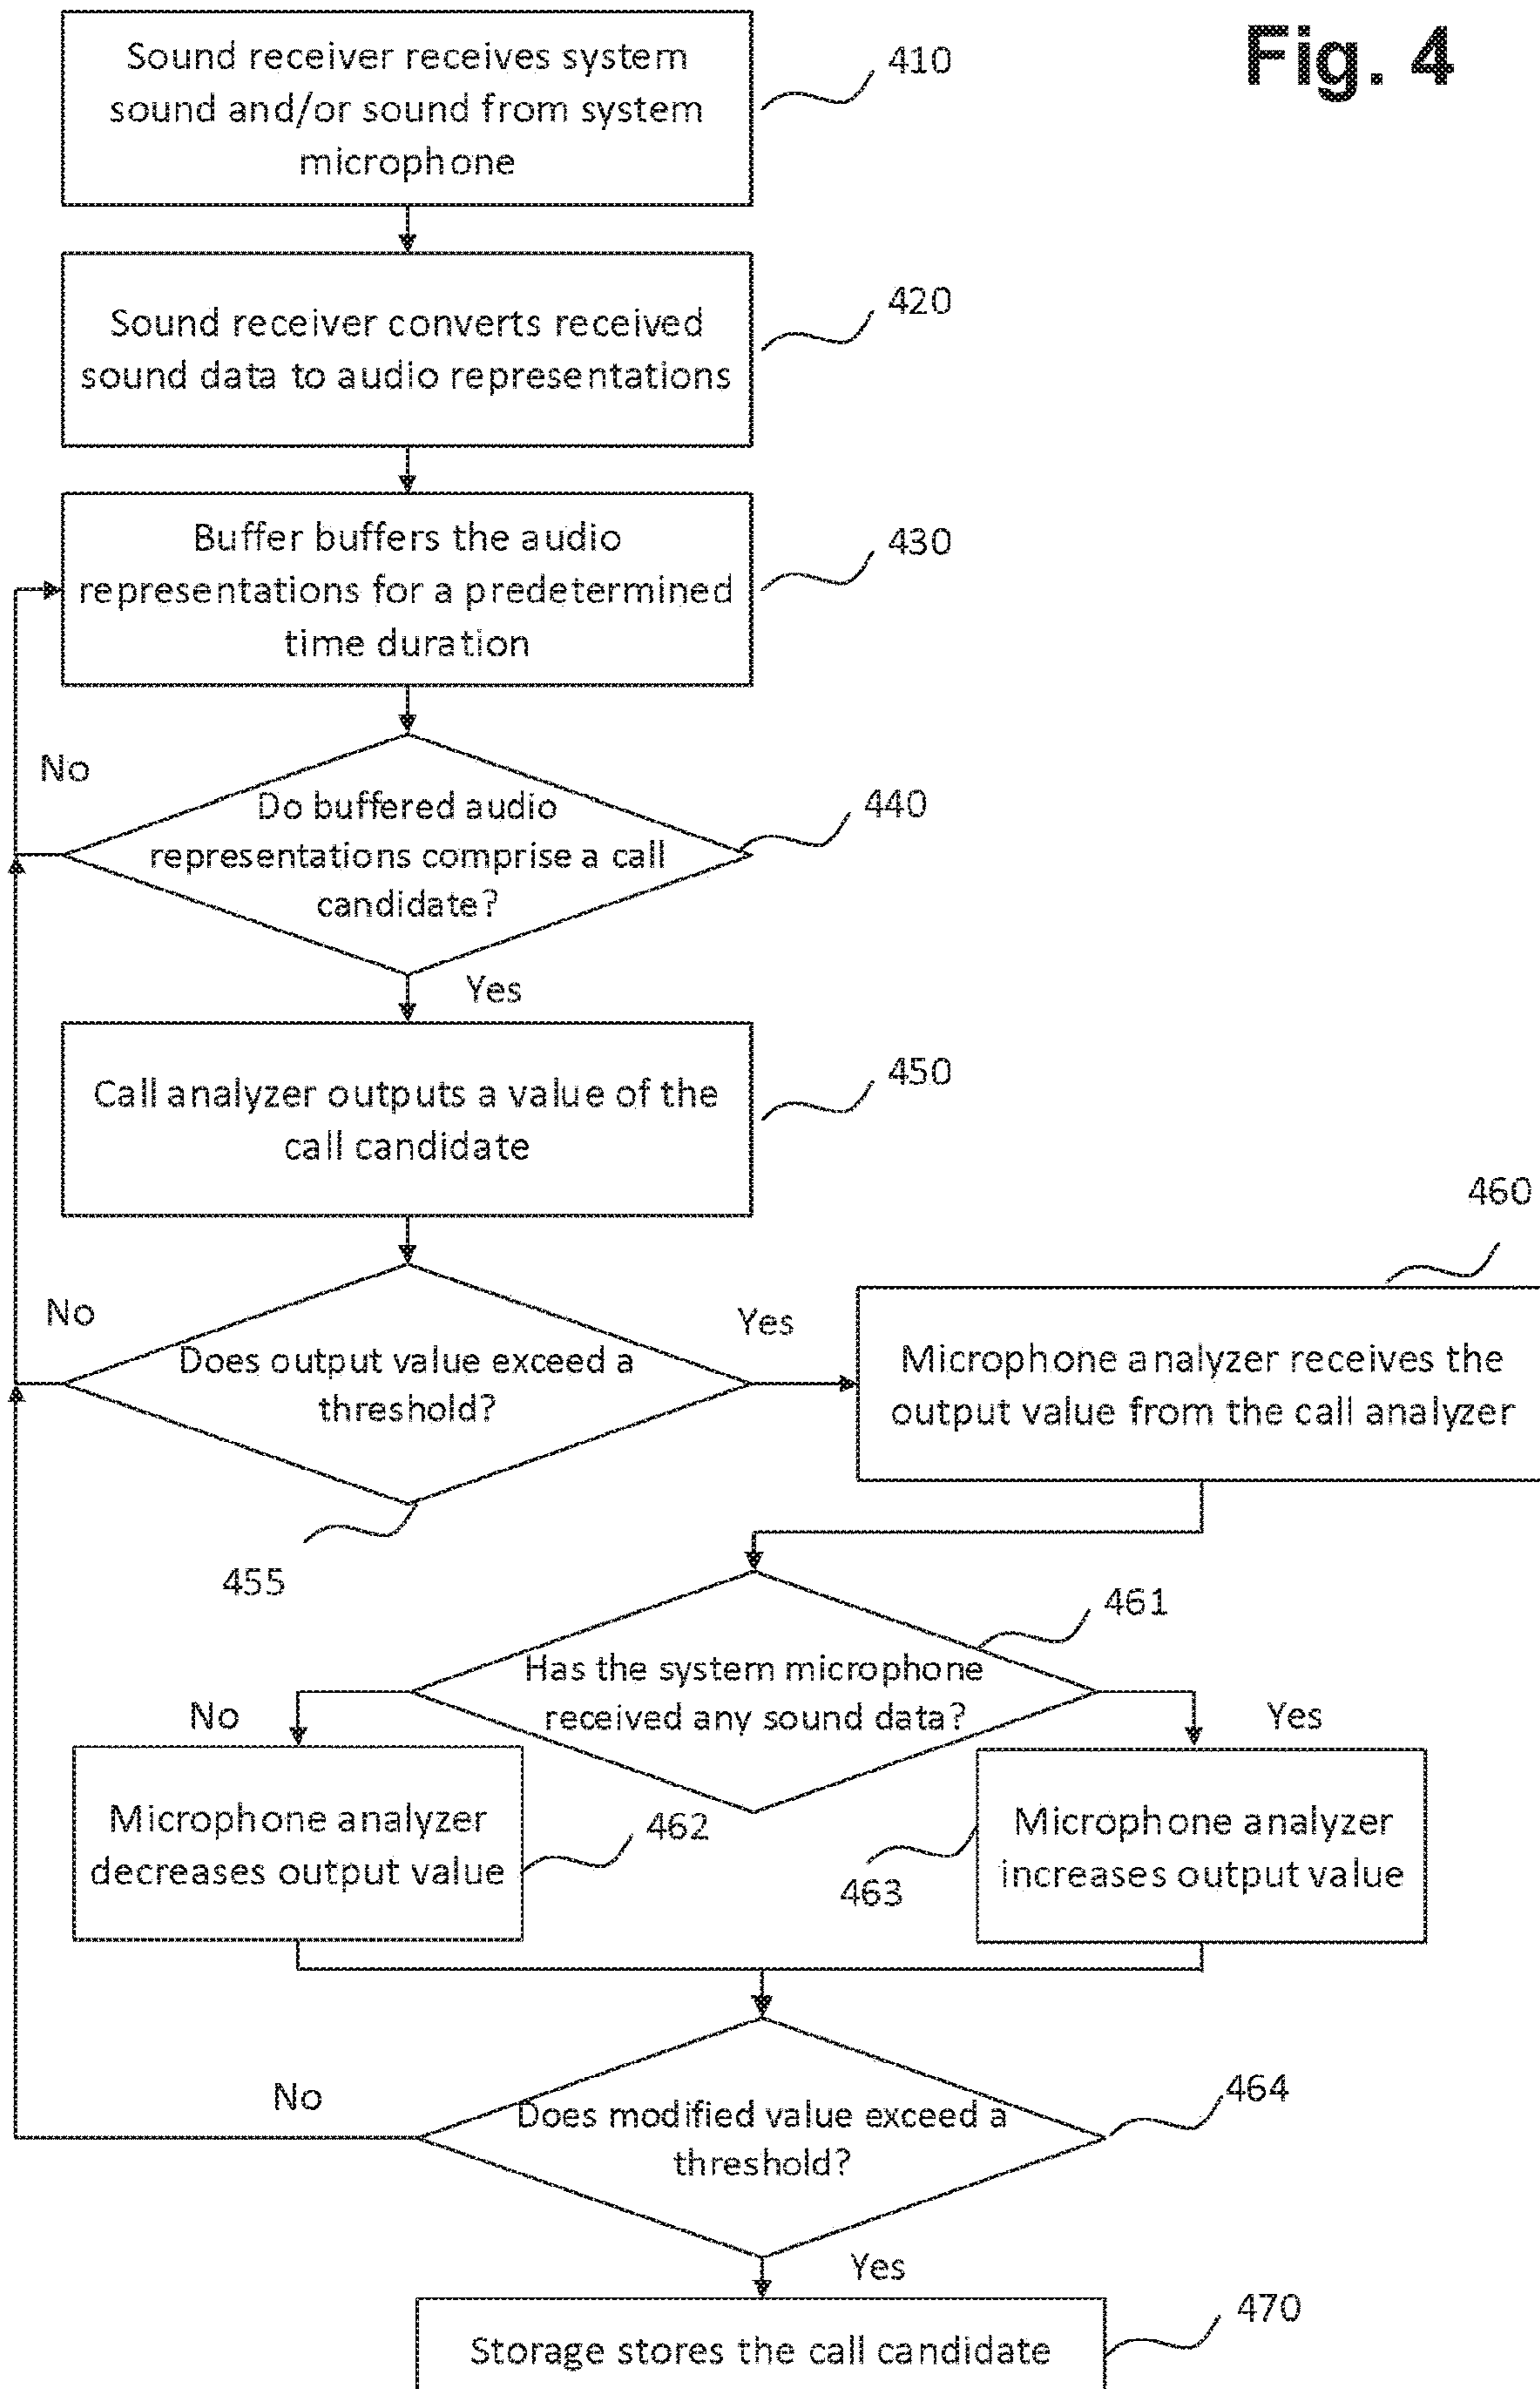 Fig. 4
Sound receiver receives system
sound and/or sound from system
microphone
410
Sound receiver converts received
sound data to audio representations
420
Buffer buffers the audio
representations for a predetermined
time duration
430
No
Do buffered audio
representations comprise a call
candidate?
440
Yes
Call analyzer outputs a value of the
call candidate
450
460
No
Does output value exceed a
threshold?
Yes
455
Microphone analyzer receives the
output value from the call analyzer
461
Has the system microphone
received any sound data?
No
Yes
Microphone analyzer
decreases output value
462
463
Microphone analyzer
increases output value
No
Does modified value exceed a
threshold?
464
Yes
Storage stores the call candidate
470